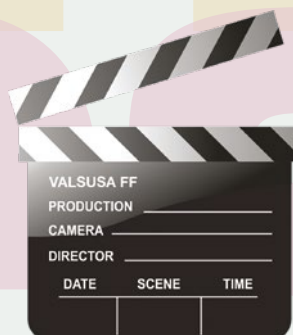 VALSUSA FF
PRODUCTION
CAMERA
DIRECTOR
DATE SCENE TIME